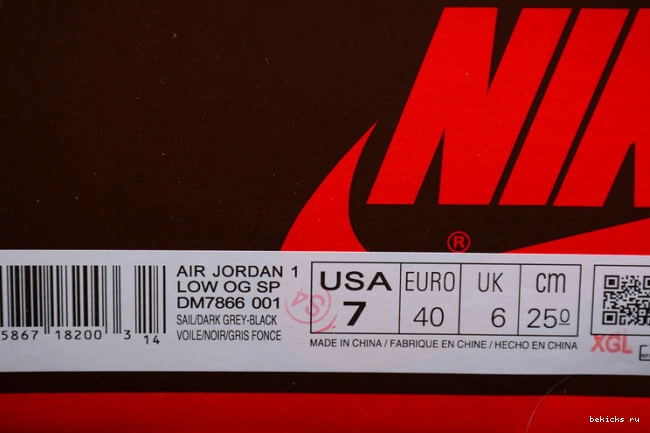 NIK
®
AIR JORDAN 1
LOW OG SP
DM7866 001
SAIL/DARK GREY-BLACK
VOILE/NOIR/GRIS FONCE
5867 18200 3 14
S4
USA EURO UK cm
7 40 6 25⁰
MADE IN CHINA / FABRIQUE EN CHINE / HECHO EN CHINA
XGL
bekicks ru